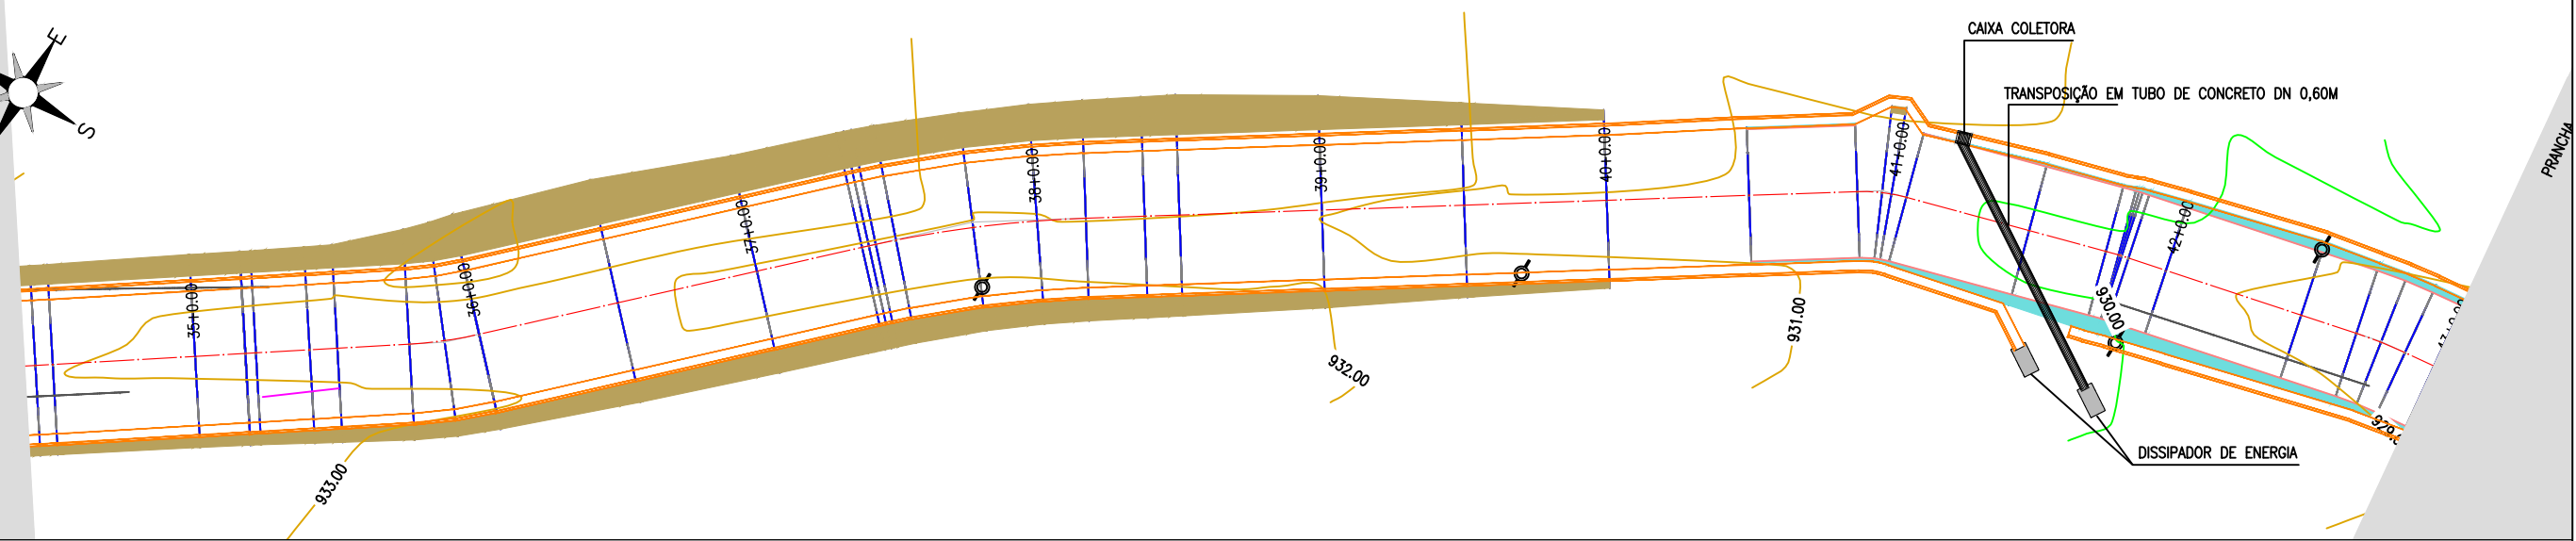 E
S
CAIXA COLETORA
TRANSPOSIÇÃO EM TUBO DE CONCRETO DN 0,60M
PRANCHA
35+0.00
36+0.00
37+0.00
38+0.00
39+0.00
40+0.00
41+0.00
42+0.00
933.00
932.00
931.00
930.00
DISSIPADOR DE ENERGIA